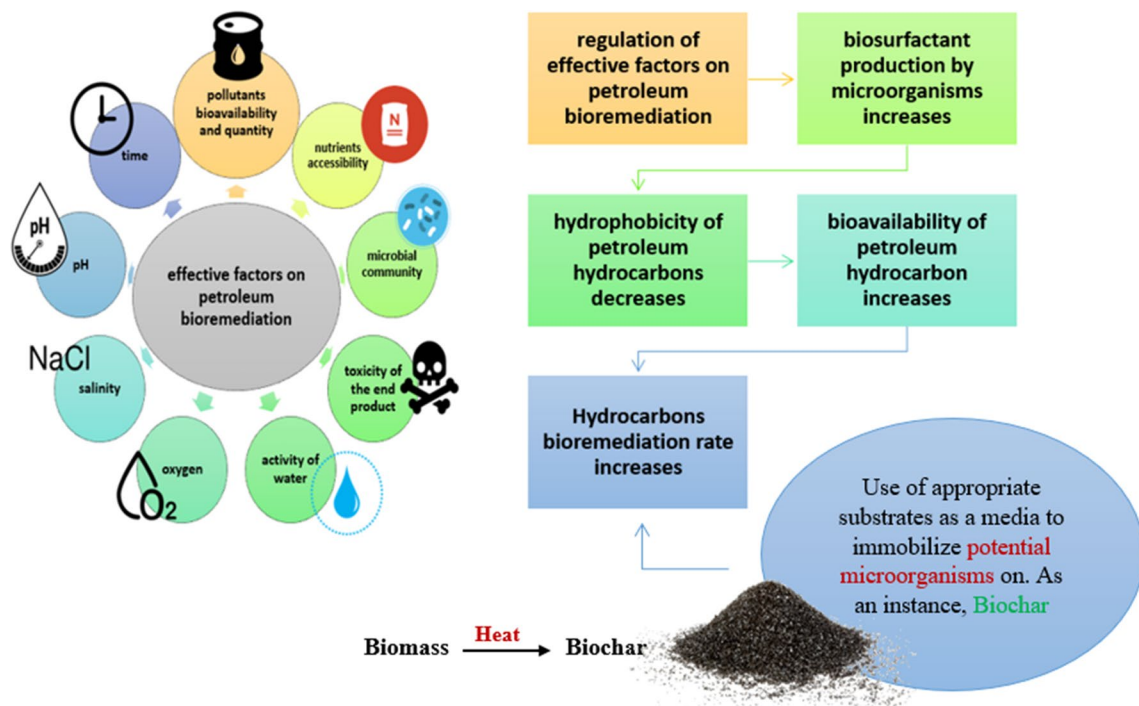 pollutants
bioavailability
and quantity
N
nutrients
accessibility
microbial
community
toxicity of
the end
product
activity of
water
O2
oxygen
NaCl
salinity
pH
pH
time
effective factors on
petroleum
bioremediation
regulation of
effective factors on
petroleum
bioremediation
biosurfactant
production by
microorganisms
increases
hydrophobicity of
petroleum
hydrocarbons
decreases
bioavailability of
petroleum
hydrocarbon
increases
Hydrocarbons
bioremediation rate
increases
Use of appropriate
substrates as a media to
immobilize potential
microorganisms on. As
an instance, Biochar
Biomass Heat Biochar